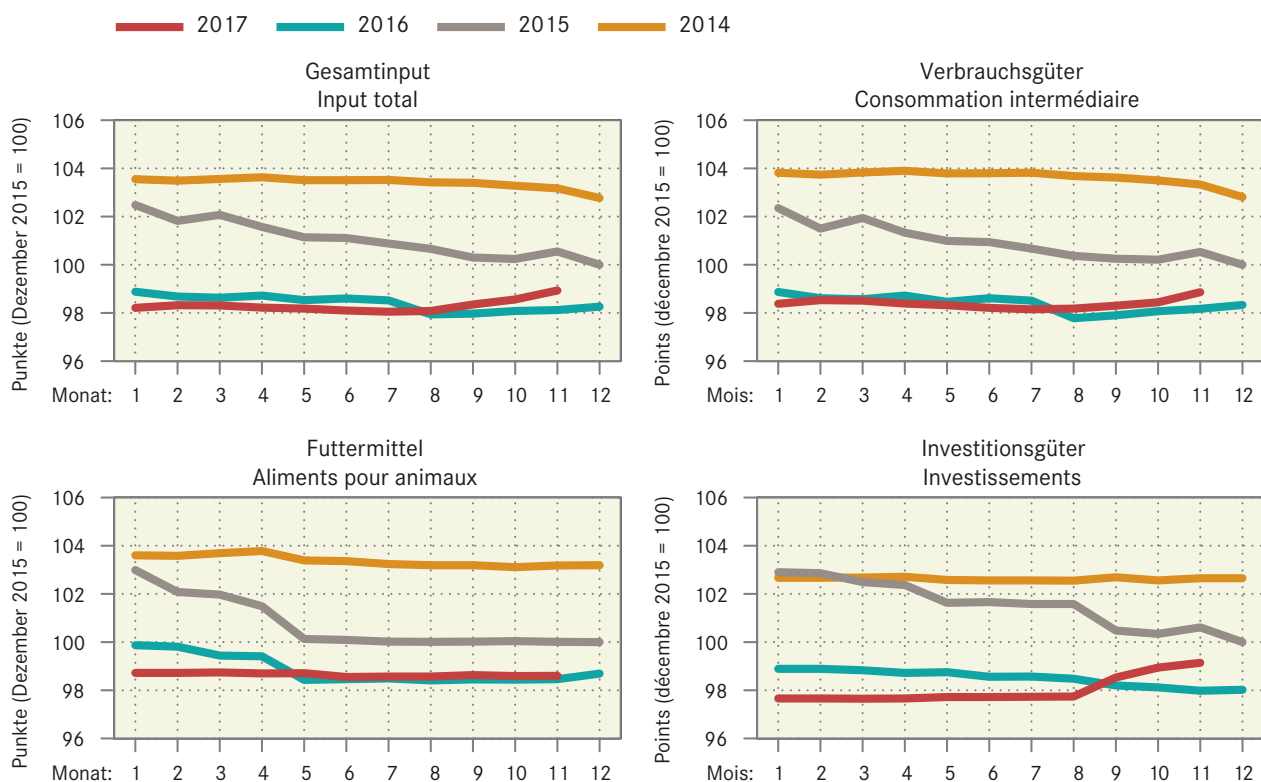 2017 2016 2015 2014
Gesamtinput
Input total
Punkte (Dezember 2015 = 100)
106
104
102
100
98
96
Monat: 1 2 3 4 5 6 7 8 9 10 11 12
Verbrauchsgüter
Consommation intermédiaire
Points (décembre 2015 = 100)
106
104
102
100
98
96
Mois: 1 2 3 4 5 6 7 8 9 10 11 12
Futtermittel
Aliments pour animaux
Punkte (Dezember 2015 = 100)
106
104
102
100
98
96
Monat: 1 2 3 4 5 6 7 8 9 10 11 12
Investitionsgüter
Investissements
Points (décembre 2015 = 100)
106
104
102
100
98
96
Mois: 1 2 3 4 5 6 7 8 9 10 11 12